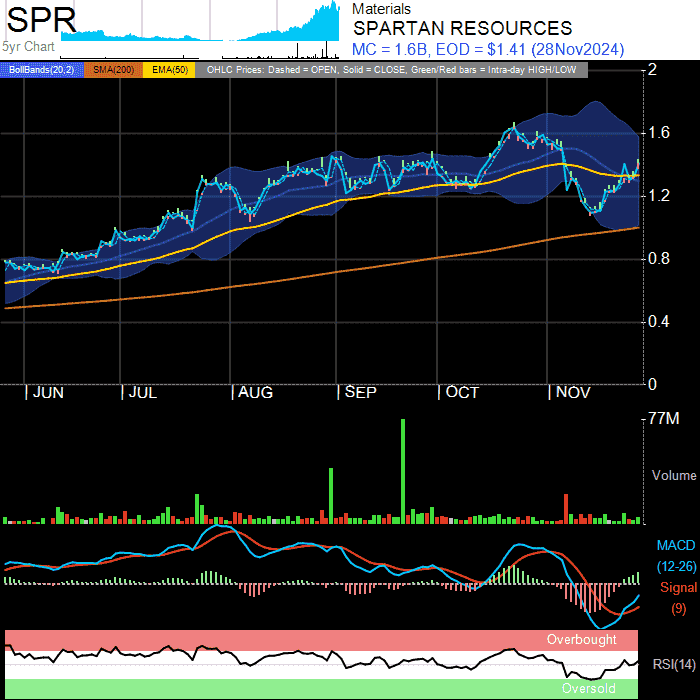 SPR
Materials
SPARTAN RESOURCES
5yr Chart
MC = 1.6B, EOD = $1.41 (28Nov2024)
BollBands(20,2) SMA(200) EMA(50) OHLC Prices: Dashed = OPEN, Solid = CLOSE, Green/Red bars = Intra-day HIGH/LOW
2
1.6
1.2
0.8
0.4
0
JUN JUL AUG SEP OCT NOV
77M
Volume
MACD
(12-26)
Signal
(9)
Overbought
RSI(14)
Oversold